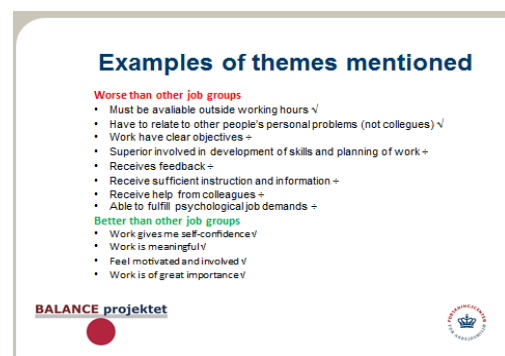 Examples of themes mentioned
Worse than other job groups
• Must be avaliable outside working hours √
• Have to relate to other people's personal problems (not collegues) √
• Work have clear objectives ÷
• Superior involved in development of skills and planning of work ÷
• Receives feedback ÷
• Receive sufficient instruction and information ÷
• Receive help from colleagues ÷
• Able to fulfill psychological job demands ÷
Better than other job groups
• Work gives me self-confidence √
• Work is meaningful √
• Feel motivated and involved √
• Work is of great importance √
BALANCE projektet